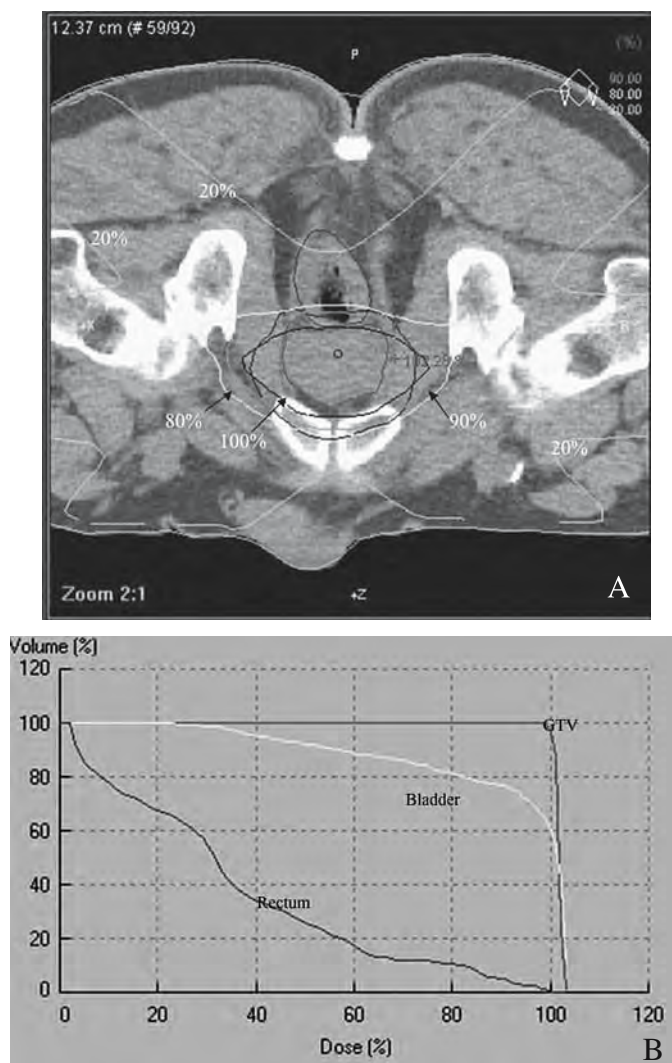 12.37 cm (# 59/92)
P
(%)
90.00
80.00
20%
20%
80%
100%
90%
20%
Zoom 2:1
A
Volume (%)
120
100
80
60
40
20
0
GTV
Bladder
Rectum
0 20 40 60 80 100 120
Dose (%)
B